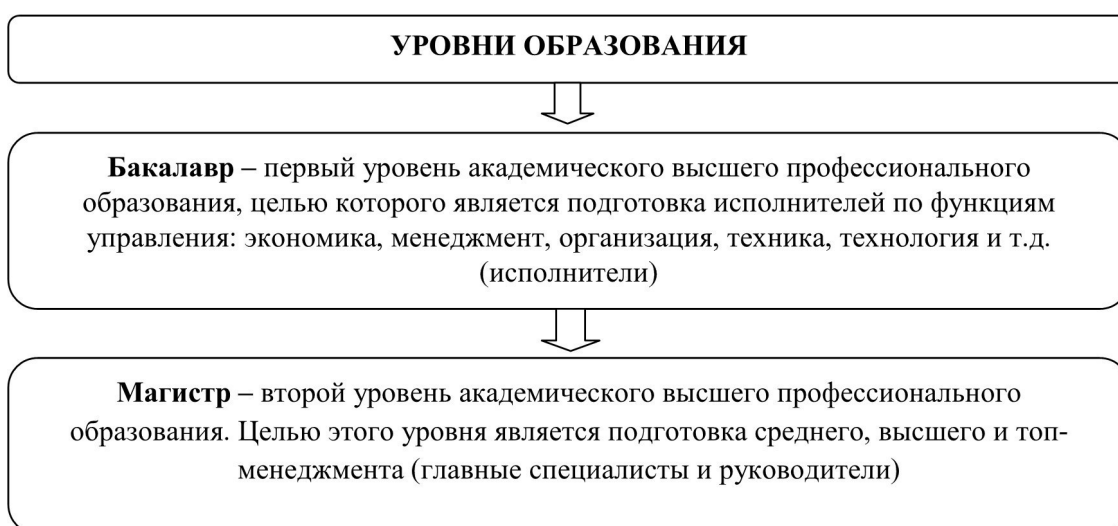 УРОВНИ ОБРАЗОВАНИЯ
Бакалавр – первый уровень академического высшего профессионального
образования, целью которого является подготовка исполнителей по функциям
управления: экономика, менеджмент, организация, техника, технология и т.д.
(исполнители)
Магистр – второй уровень академического высшего профессионального
образования. Целью этого уровня является подготовка среднего, высшего и топ-
менеджмента (главные специалисты и руководители)